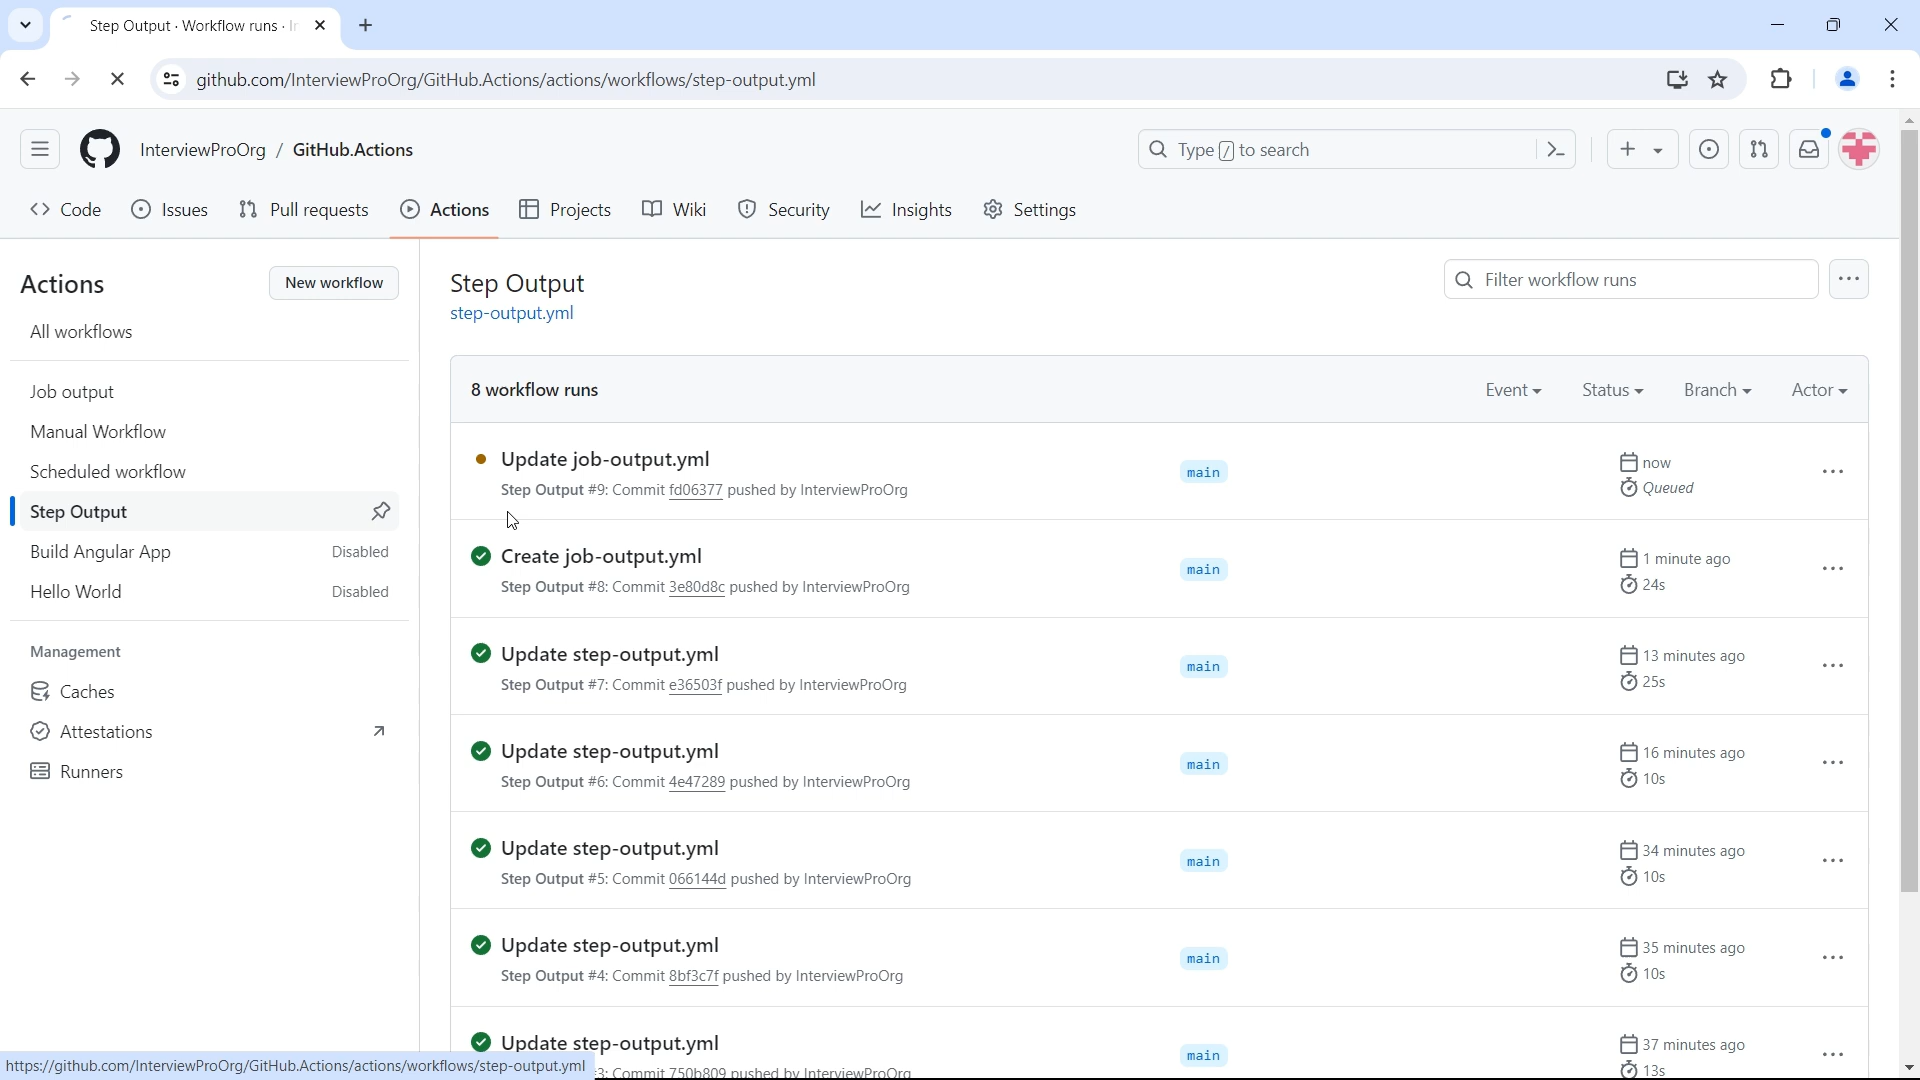 Step Output · Workflow runs · In
github.com/InterviewProOrg/GitHub.Actions/actions/workflows/step-output.yml
InterviewProOrg / GitHub.Actions
Type / to search
Code
Issues
Pull requests
Actions
Projects
Wiki
Security
Insights
Settings
Actions
New workflow
All workflows
Job output
Manual Workflow
Scheduled workflow
Step Output
Build Angular App Disabled
Hello World Disabled
Management
Caches
Attestations
Runners
Step Output
step-output.yml
Filter workflow runs
8 workflow runs
Event
Status
Branch
Actor
Update job-output.yml
Step Output #9: Commit fd06377 pushed by InterviewProOrg
main
now
Queued
Create job-output.yml
Step Output #8: Commit 3e80d8c pushed by InterviewProOrg
main
1 minute ago
24s
Update step-output.yml
Step Output #7: Commit e36503f pushed by InterviewProOrg
main
13 minutes ago
25s
Update step-output.yml
Step Output #6: Commit 4e47289 pushed by InterviewProOrg
main
16 minutes ago
10s
Update step-output.yml
Step Output #5: Commit 066144d pushed by InterviewProOrg
main
34 minutes ago
10s
Update step-output.yml
Step Output #4: Commit 8bf3c7f pushed by InterviewProOrg
main
35 minutes ago
10s
Update step-output.yml
#3: Commit 750b809 pushed by InterviewProOrg
main
37 minutes ago
13s
https://github.com/InterviewProOrg/GitHub.Actions/actions/workflows/step-output.yml